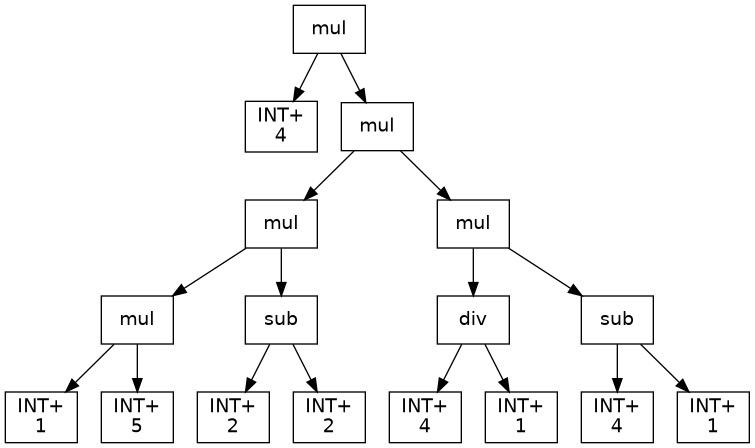 mul
INT+
4
mul
mul
mul
mul
sub
div
sub
INT+
1
INT+
5
INT+
2
INT+
2
INT+
4
INT+
1
INT+
4
INT+
1